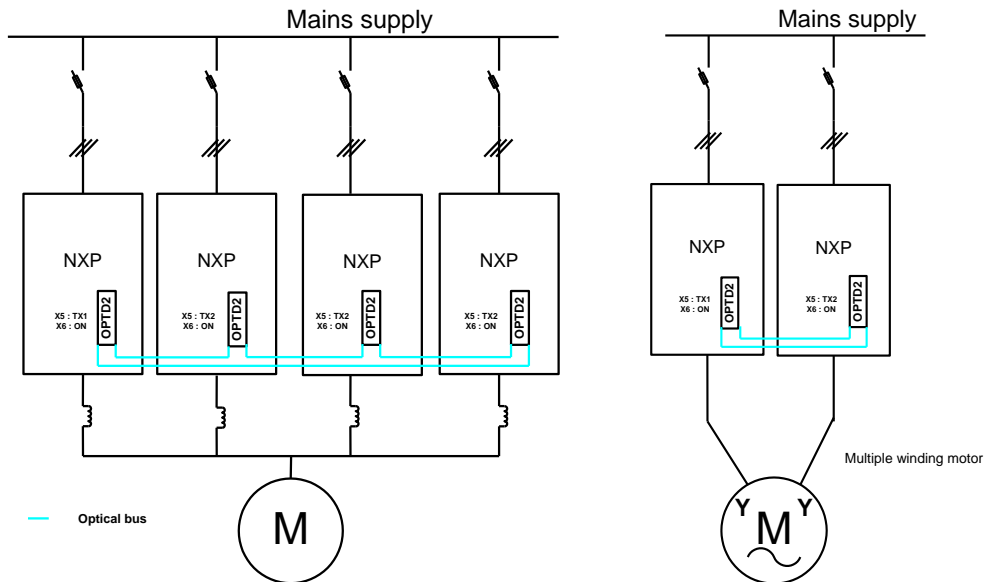 Mains supply
Mains supply
NXP
NXP
NXP
NXP
X5 : TX1
X6 : ON
OPTD2
X5 : TX2
X6 : ON
OPTD2
X5 : TX2
X6 : ON
OPTD2
X5 : TX2
X6 : ON
OPTD2
NXP
NXP
X5 : TX1
X6 : ON
OPTD2
X5 : TX2
X6 : ON
OPTD2
Multiple winding motor
Optical bus
M
Y
M
Y